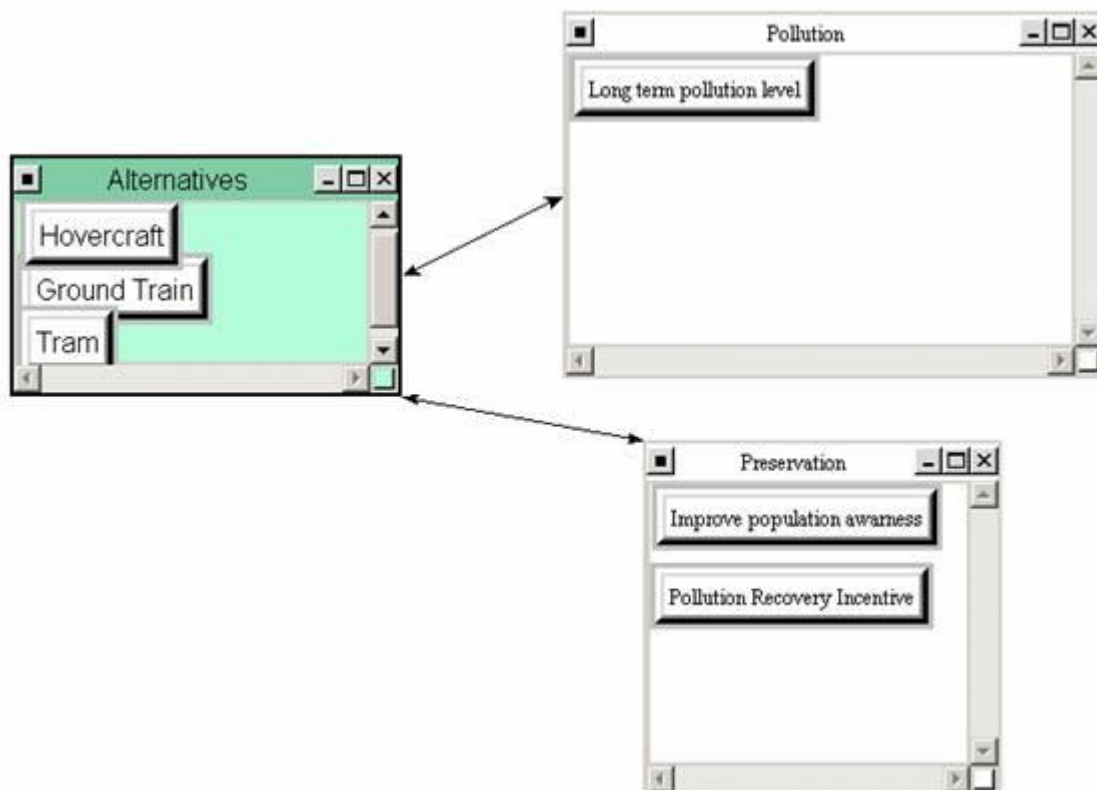 Pollution
Long term pollution level
Alternatives
Hovercraft
Ground Train
Tram
Preservation
Improve population awarness
Pollution Recovery Incentive